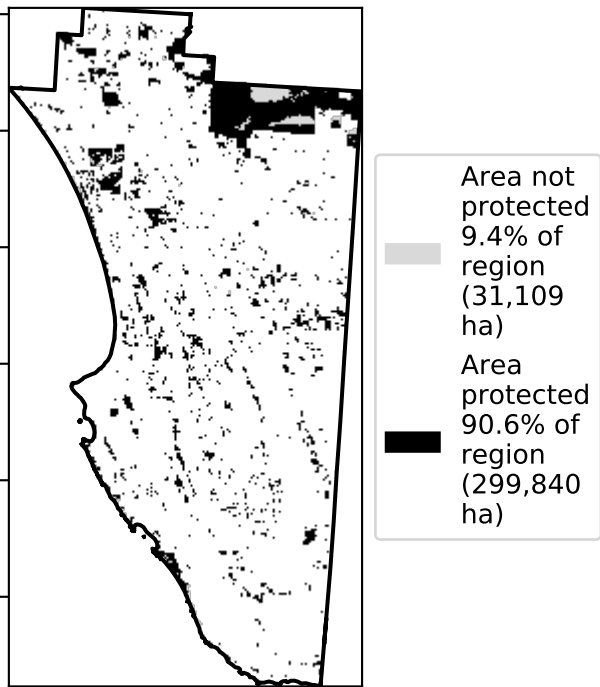 Area not
protected
9.4% of
region
(31,109
ha)
Area
protected
90.6% of
region
(299,840
ha)